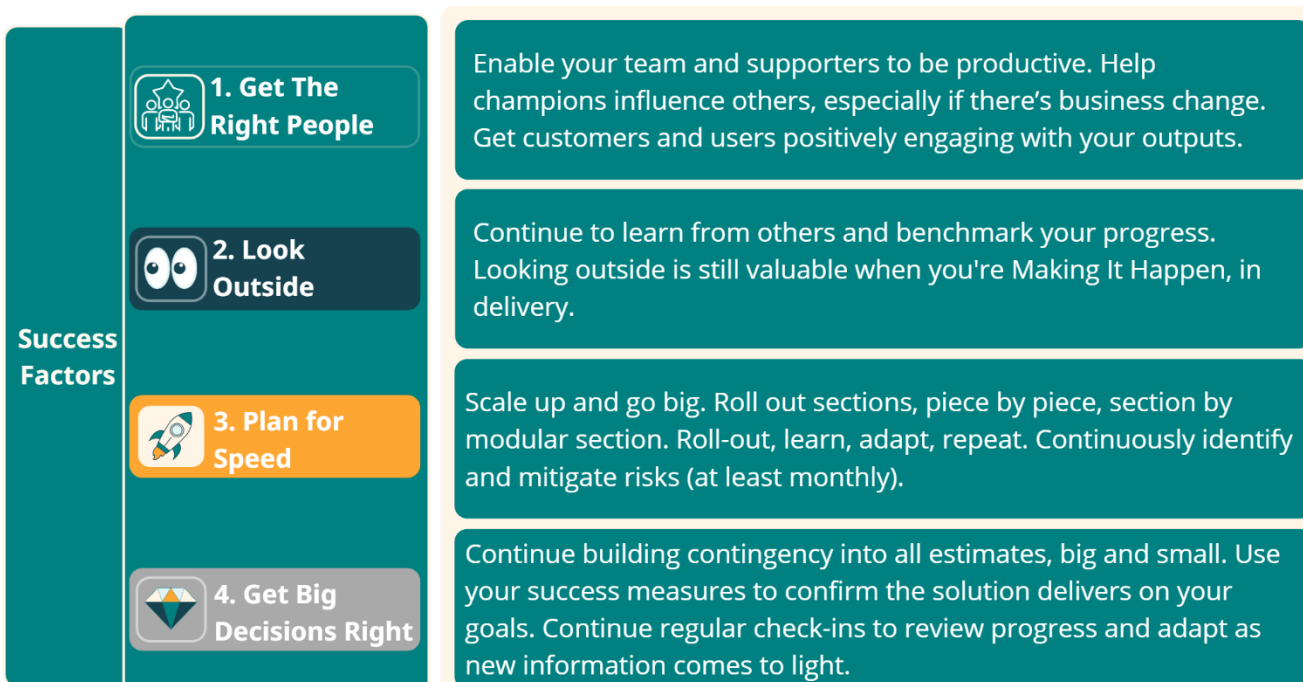 Success
Factors
1. Get The
Right People
Enable your team and supporters to be productive. Help
champions influence others, especially if there’s business change.
Get customers and users positively engaging with your outputs.
2. Look
Outside
Continue to learn from others and benchmark your progress.
Looking outside is still valuable when you're Making It Happen, in
delivery.
3. Plan for
Speed
Scale up and go big. Roll out sections, piece by piece, section by
modular section. Roll-out, learn, adapt, repeat. Continuously identify
and mitigate risks (at least monthly).
4. Get Big
Decisions Right
Continue building contingency into all estimates, big and small. Use
your success measures to confirm the solution delivers on your
goals. Continue regular check-ins to review progress and adapt as
new information comes to light.